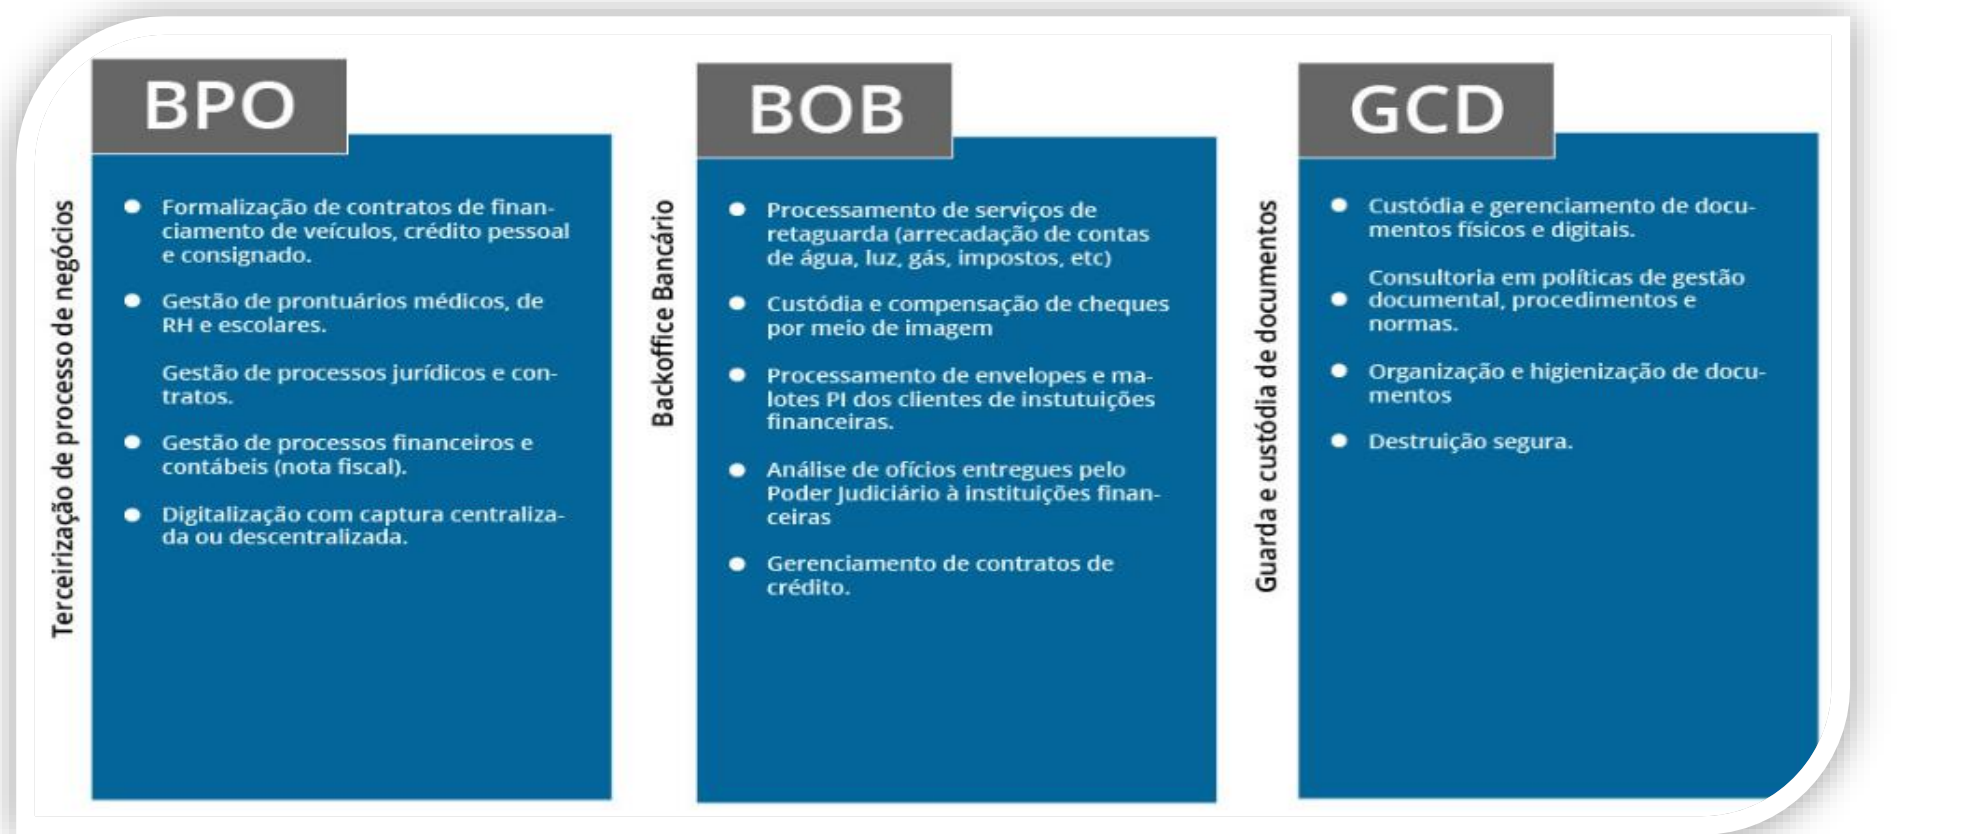 BPO
Terceirização de processo de negócios
Formalização de contratos de finan-
ciamento de veículos, crédito pessoal
e consignado.
Gestão de prontuários médicos, de
RH e escolares.
Gestão de processos jurídicos e con-
tratos.
Gestão de processos financeiros e
contábeis (nota fiscal).
Digitalização com captura centraliza-
da ou descentralizada.
BOB
Backoffice Bancário
Processamento de serviços de
retaguarda (arrecadação de contas
de água, luz, gás, impostos, etc)
Custódia e compensação de cheques
por meio de imagem
Processamento de envelopes e ma-
lotes PI dos clientes de instutuições
financeiras.
Análise de ofícios entregues pelo
Poder Judiciário à instituições finan-
ceiras
Gerenciamento de contratos de
crédito.
GCD
Guarda e custódia de documentos
Custódia e gerenciamento de docu-
mentos físicos e digitais.
Consultoria em políticas de gestão
documental, procedimentos e
normas.
Organização e higienização de docu-
mentos
Destruição segura.